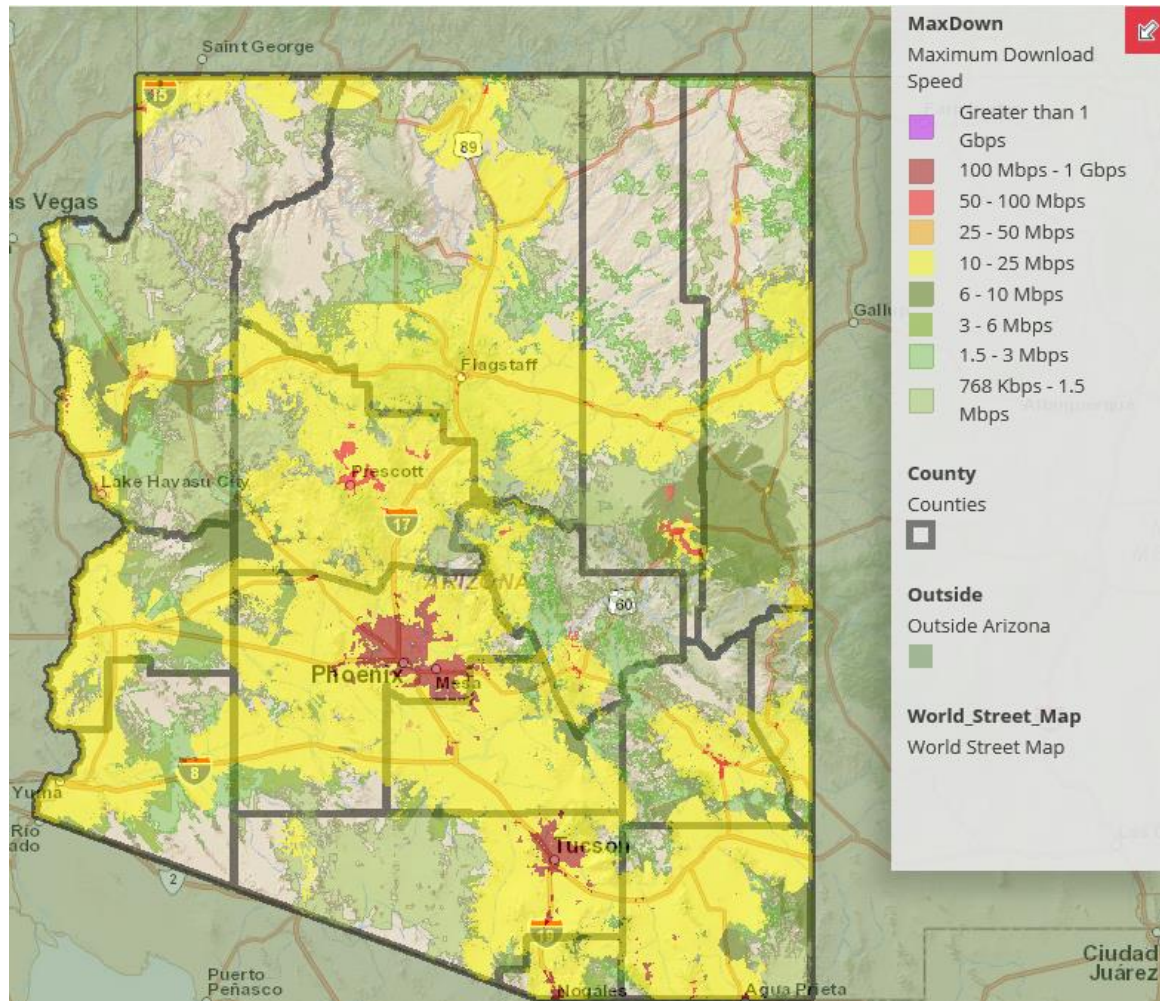 Saint George
15
89
as Vegas
Gallu
Flagstaff
Prescott
Lake Havasu City
17
ARIZONA
60
Phoenix
Mesa
8
Yuma
Río
ado
Tucson
2
19
Puerto
Peñasco
Nogales
Agua Prieta
Ciudad
Juárez
MaxDown
Maximum Download
Speed
Greater than 1
Gbps
100 Mbps - 1 Gbps
50 - 100 Mbps
25 - 50 Mbps
10 - 25 Mbps
6 - 10 Mbps
3 - 6 Mbps
1.5 - 3 Mbps
768 Kbps - 1.5
Mbps
County
Counties
Outside
Outside Arizona
World_Street_Map
World Street Map